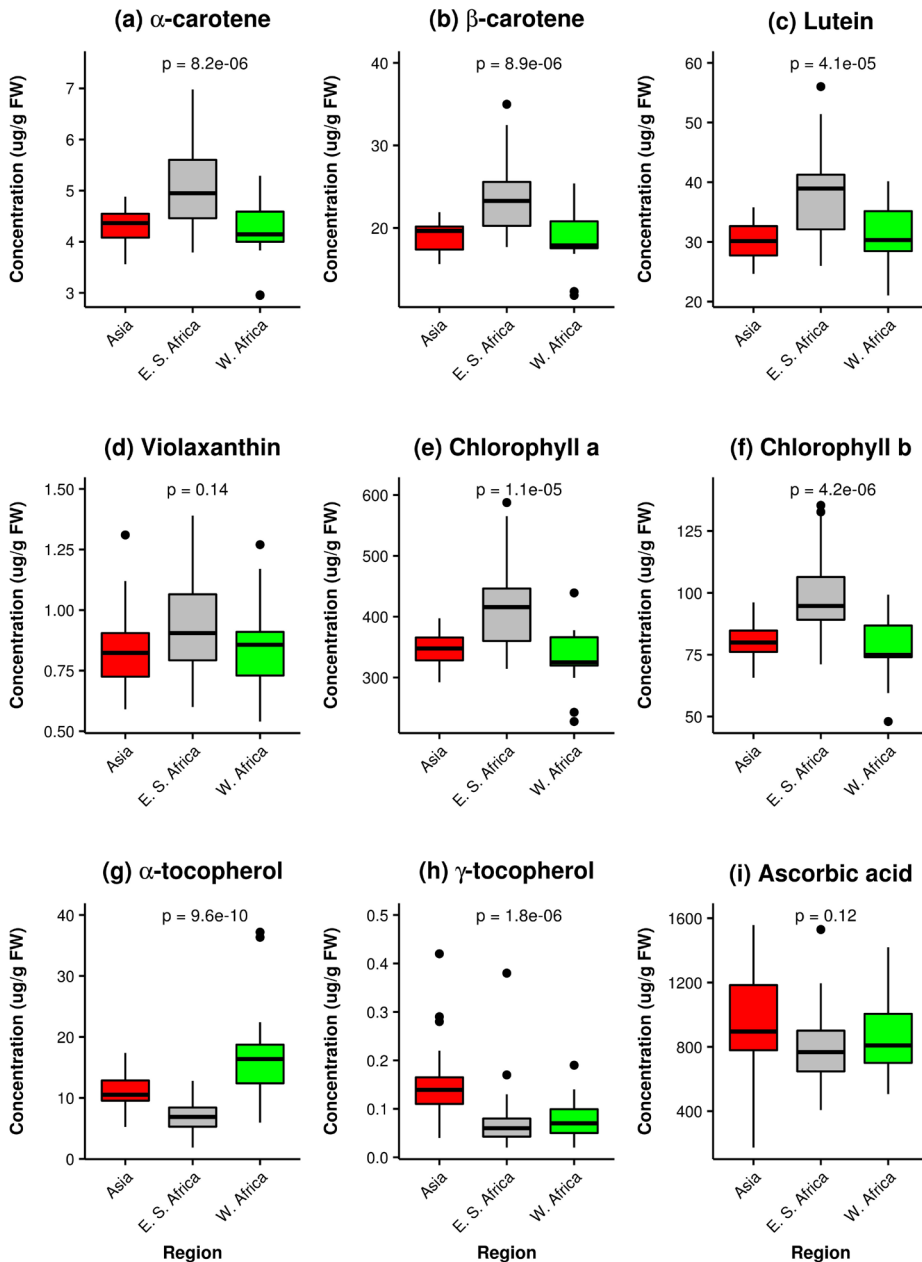 (a) α-carotene
p = 8.2e-06
Concentration (ug/g FW)
7
6
5
4
3
Asia
E. S. Africa
W. Africa
(b) β-carotene
p = 8.9e-06
Concentration (ug/g FW)
40
30
20
Asia
E. S. Africa
W. Africa
(c) Lutein
p = 4.1e-05
Concentration (ug/g FW)
60
50
40
30
20
Asia
E. S. Africa
W. Africa
(d) Violaxanthin
p = 0.14
Concentration (ug/g FW)
1.50
1.25
1.00
0.75
0.50
Asia
E. S. Africa
W. Africa
(e) Chlorophyll a
p = 1.1e-05
Concentration (ug/g FW)
600
500
400
300
Asia
E. S. Africa
W. Africa
(f) Chlorophyll b
p = 4.2e-06
Concentration (ug/g FW)
125
100
75
50
Asia
E. S. Africa
W. Africa
(g) α-tocopherol
p = 9.6e-10
Concentration (ug/g FW)
40
30
20
10
0
Asia
E. S. Africa
W. Africa
Region
(h) γ-tocopherol
p = 1.8e-06
Concentration (ug/g FW)
0.5
0.4
0.3
0.2
0.1
0.0
Asia
E. S. Africa
W. Africa
Region
(i) Ascorbic acid
p = 0.12
Concentration (ug/g FW)
1600
1200
800
400
Asia
E. S. Africa
W. Africa
Region